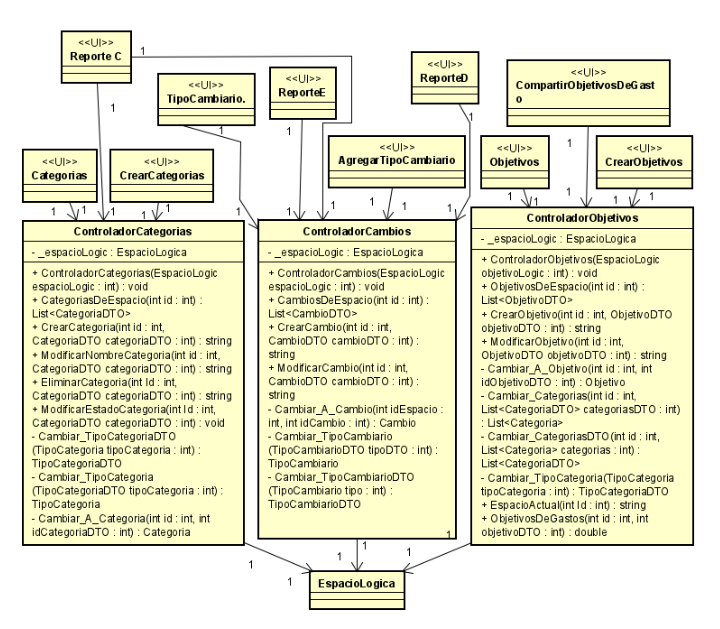 <<UI>>
Reporte C
1
1
<<UI>>
TipoCambiario.
1
1
<<UI>>
ReporteE
1
1
<<UI>>
ReporteD
1
1
<<UI>>
CompartirObjetivosDeGast
o
1
1
<<UI>>
Categorias
1
1
<<UI>>
CrearCategorias
1
1
<<UI>>
AgregarTipoCambiario
1
1
<<UI>>
Objetivos
1
1
<<UI>>
CrearObjetivos
1
1
1
1
ControladorCategorias
- _espacioLogic : EspacioLogica
+ ControladorCategorias(EspacioLogic
espacioLogic : int) : void
+ CategoriasDeEspacio(int id : int) :
List<CategoriaDTO>
+ CrearCategoria(int id : int,
CategoriaDTO categoriaDTO : int) : string
+ ModificarNombreCategoria(int id : int,
CategoriaDTO categoriaDTO : int) : string
+ EliminarCategoria(int Id : int,
CategoriaDTO categoriaDTO : int) : string
+ ModificarEstadoCategoria(int Id : int,
CategoriaDTO categoriaDTO : int) : void
- Cambiar_TipoCategoriaDTO
(TipoCategoria tipoCategoria : int) :
TipoCategoriaDTO
- Cambiar_TipoCategoria
(TipoCategoriaDTO tipoCategoria : int) :
TipoCategoria
- Cambiar_A_Categoria(int id : int, int
idCategoriaDTO : int) : Categoria
ControladorCambios
- _espacioLogic : EspacioLogica
+ ControladorCambios(EspacioLogic
espacioLogic : int) : void
+ CambiosDeEspacio(int id : int) :
List<CambioDTO>
+ CrearCambio(int id : int,
CambioDTO cambioDTO : int) :
string
+ ModificarCambio(int id : int,
CambioDTO cambioDTO : int) :
string
- Cambiar_A_Cambio(int idEspacio :
int, int idCambio : int) : Cambio
- Cambiar_TipoCambiario
(TipoCambiarioDTO tipoDTO : int) :
TipoCambiario
- Cambiar_TipoCambiarioDTO
(TipoCambiario tipo : int) :
TipoCambiarioDTO
ControladorObjetivos
- _espacioLogic : EspacioLogica
+ ControladorObjetivos(EspacioLogic
objetivoLogic : int) : void
+ ObjetivosDeEspacio(int id : int) :
List<ObjetivoDTO>
+ CrearObjetivo(int id : int, ObjetivoDTO
objetivoDTO : int) : string
+ ModificarObjetivo(int id : int,
ObjetivoDTO objetivoDTO : int) : string
- Cambiar_A_Objetivo(int id : int, int
idObjetivoDTO : int) : Objetivo
- Cambiar_Categorias(int id : int,
List<CategoriaDTO> categoriasDTO : int)
: List<Categoria>
- Cambiar_CategoriasDTO(int id : int,
List<Categoria> categorias : int) :
List<CategoriaDTO>
- Cambiar_TipoCategoria(TipoCategoria
tipoCategoria : int) : TipoCategoriaDTO
+ EspacioActual(int Id : int) : string
+ ObjetivosDeGastos(int id : int, int
objetivoDTO : int) : double
1
1
1
1
1
1
EspacioLogica